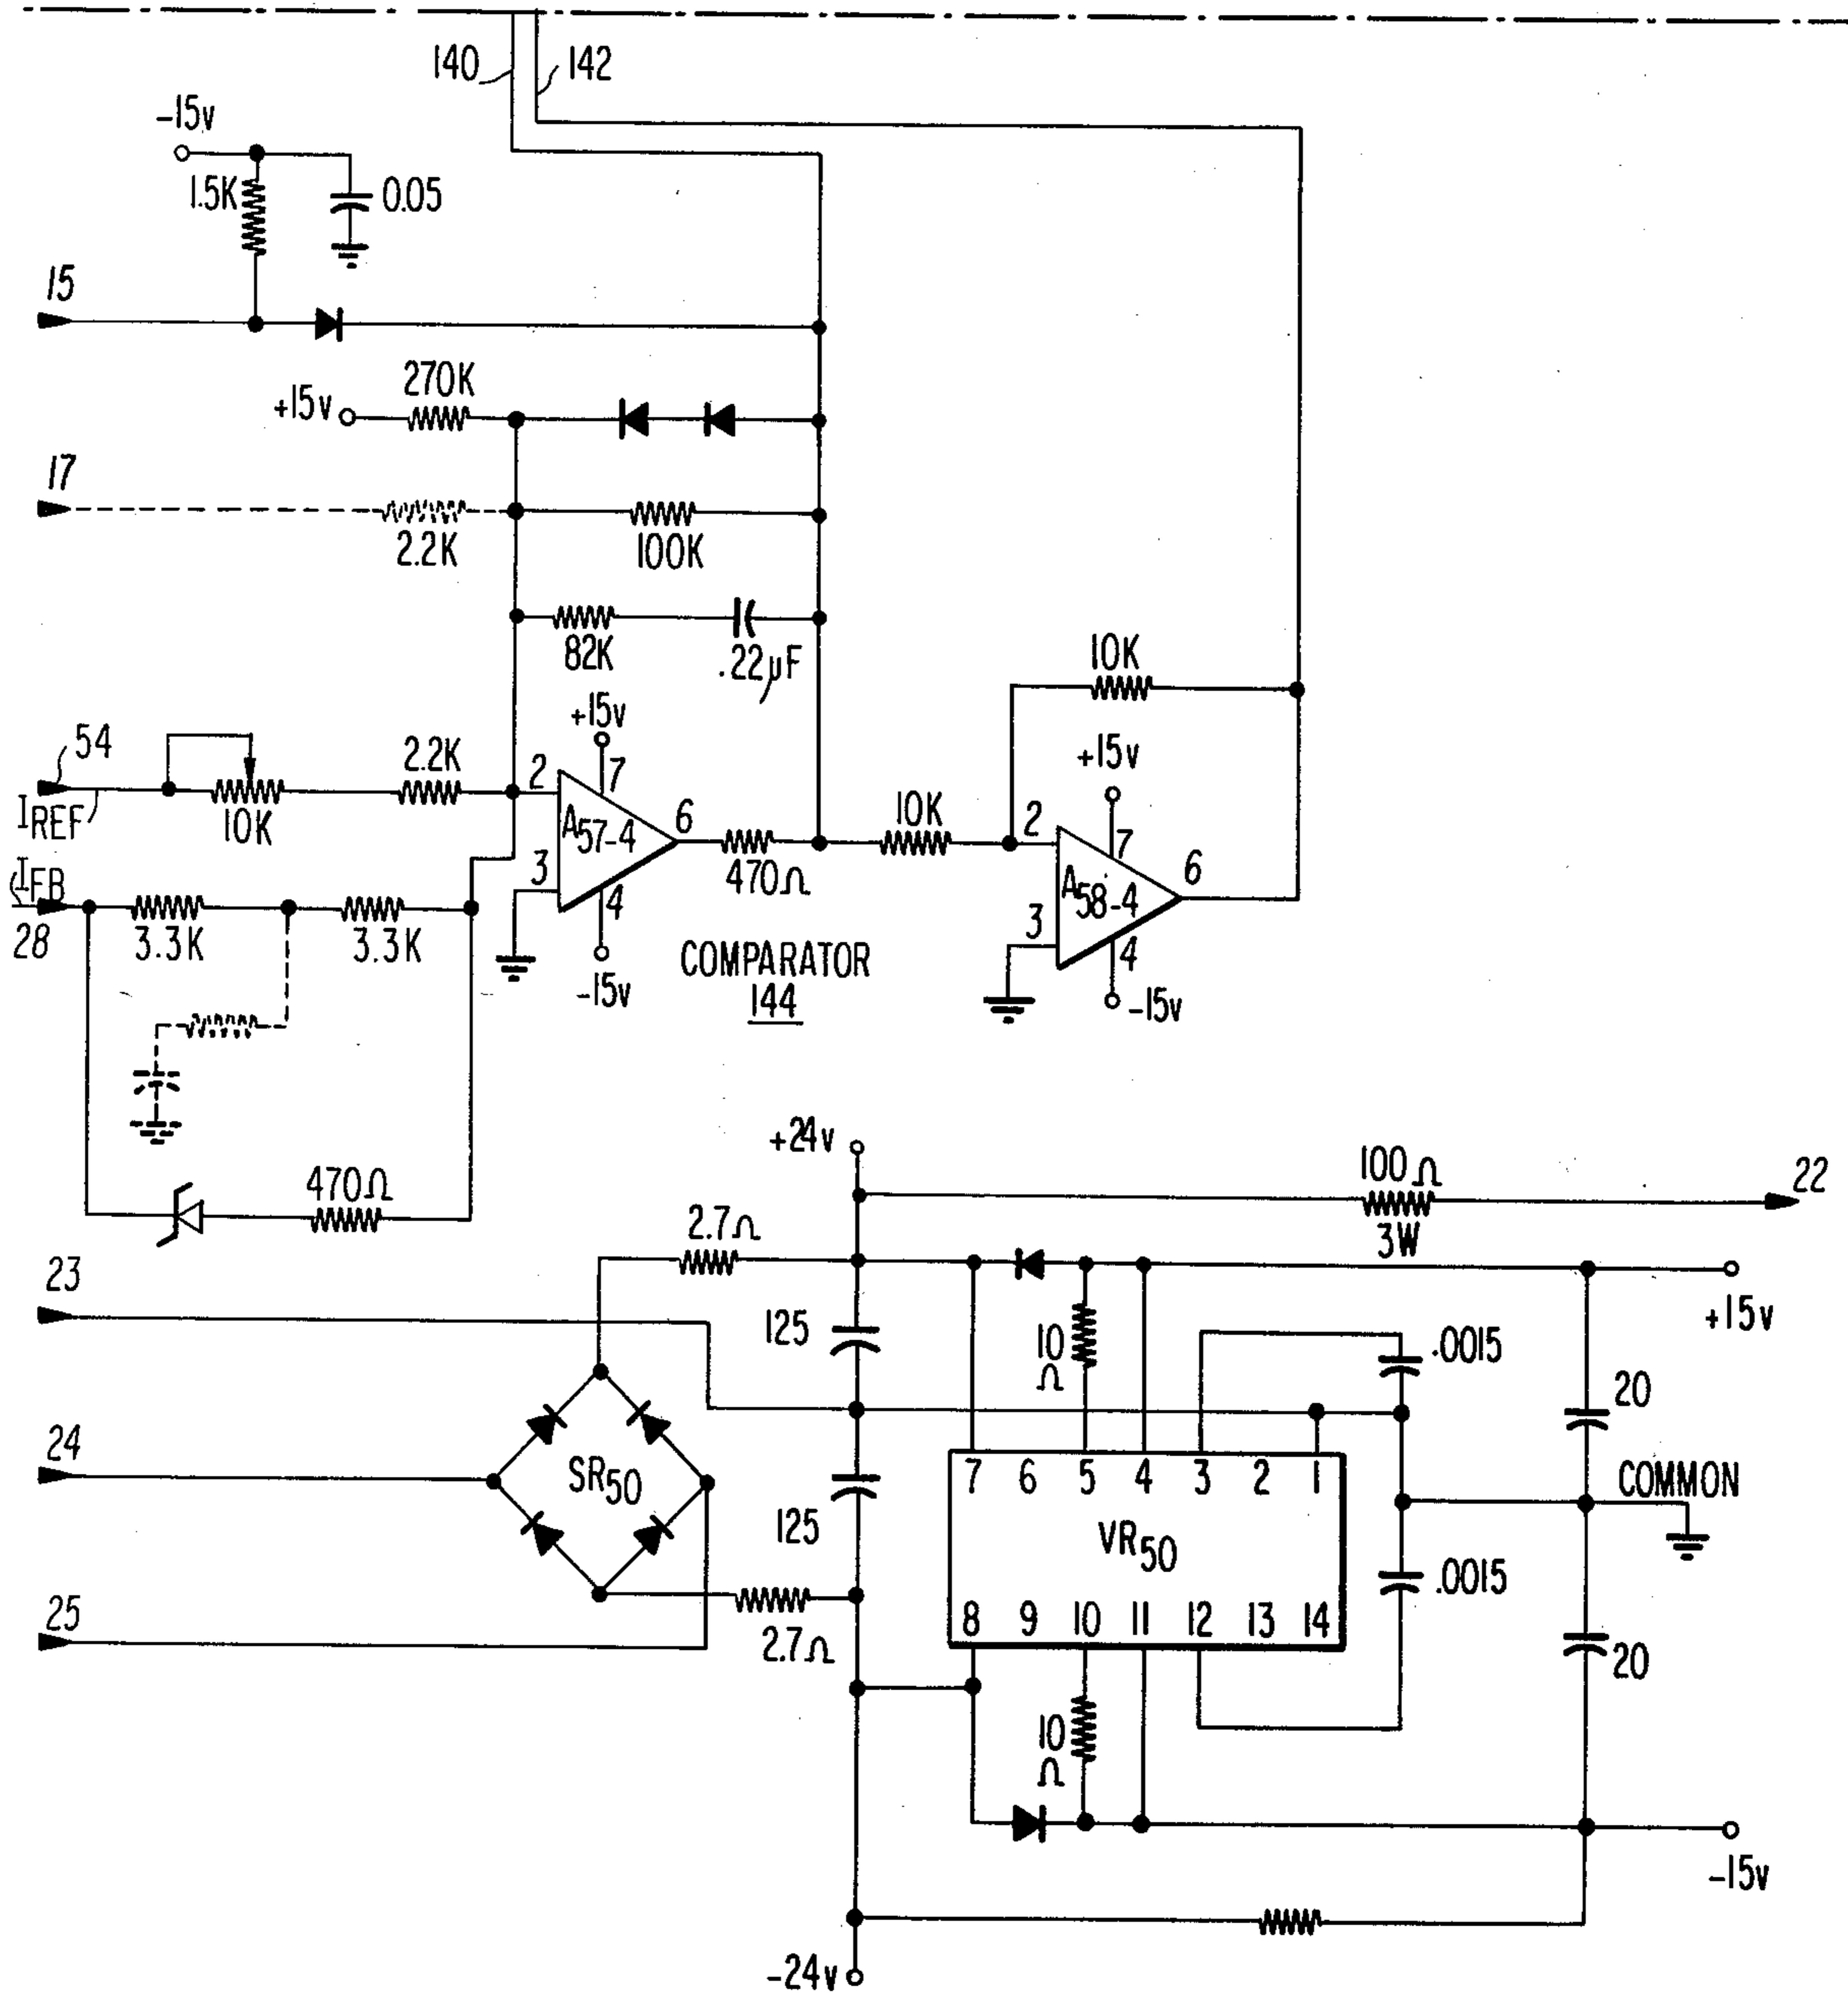 140
142
-15v
1.5K
0.05
15
270K
+15v
17
2.2K
100K
82K
.22µF
10K
+15v
+15v
54
2.2K
2
7
I REF
10K
A57-4
6
10K
2
7
3
470Ω
A58-4
6
I FB
4
3
28
3.3K
3.3K
COMPARATOR
4
-15v
144
-15v
+24v
100Ω
22
470Ω
2.7Ω
3W
23
125
10
Ω
.0015
+15v
20
24
SR50
7 6 5 4 3 2 1
COMMON
125
VR50
.0015
25
8 9 10 11 12 13 14
2.7Ω
20
10
Ω
-15v
-24v